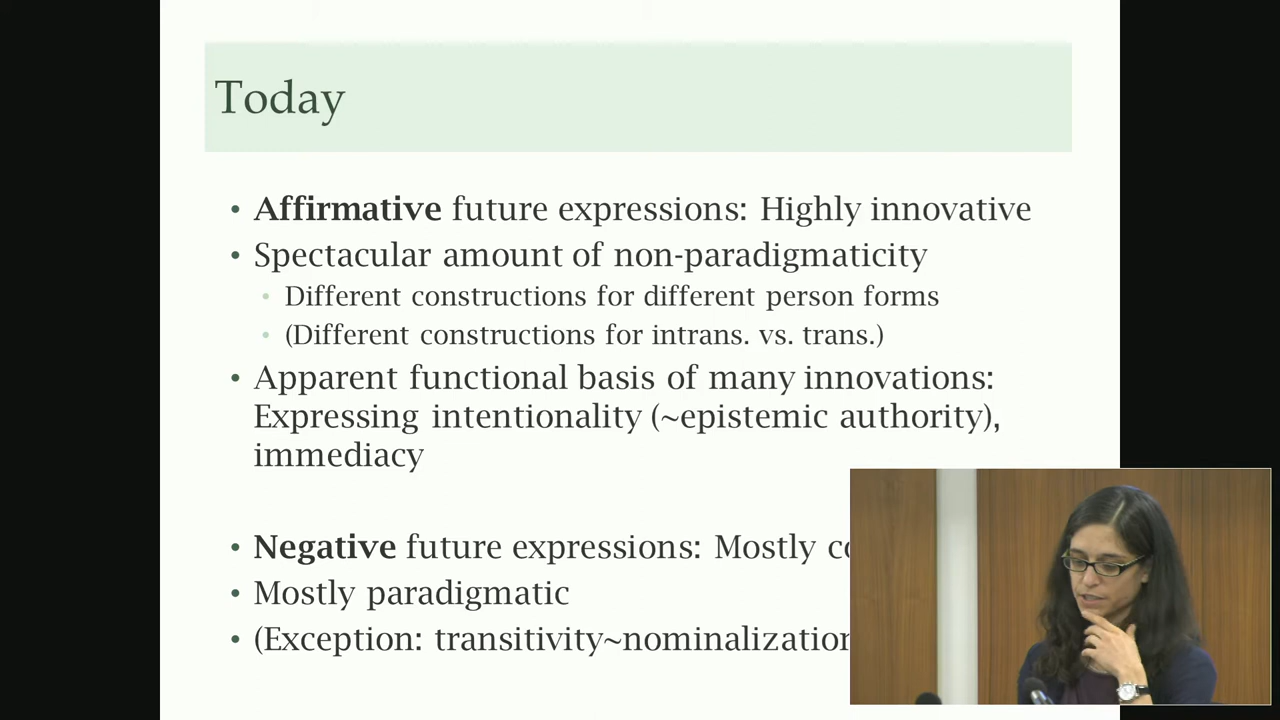 Today
• Affirmative future expressions: Highly innovative
• Spectacular amount of non-paradigmaticity
• Different constructions for different person forms
• (Different constructions for intrans. vs. trans.)
• Apparent functional basis of many innovations:
Expressing intentionality (~epistemic authority),
immediacy
• Negative future expressions: Mostly
• Mostly paradigmatic
• (Exception: transitivity~nominalization